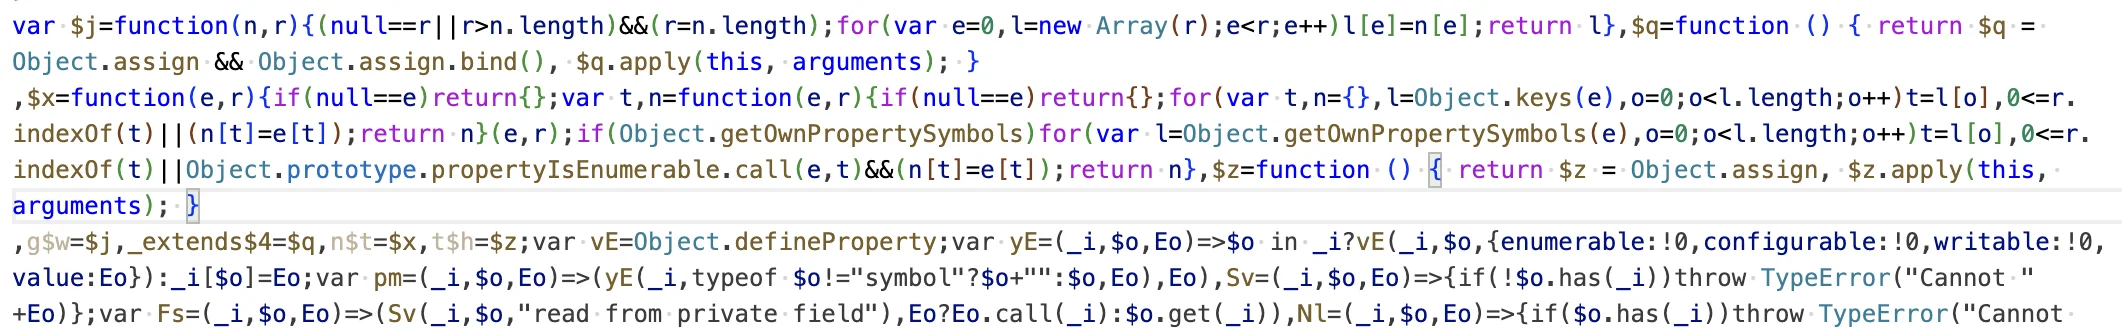 var $j=function(n,r){(null==r||r>n.length)&&(r=n.length);for(var e=0,l=new Array(r);e<r;e++)l[e]=n[e];return l},$q=function () { return $q =
Object.assign && Object.assign.bind(), $q.apply(this, arguments); }
,$x=function(e,r){if(null==e)return{};var t,n=function(e,r){if(null==e)return{};for(var t,n={},l=Object.keys(e),o=0;o<l.length;o++)t=l[o],0<=r.
indexOf(t)||(n[t]=e[t]);return n}(e,r);if(Object.getOwnPropertySymbols)for(var l=Object.getOwnPropertySymbols(e),o=0;o<l.length;o++)t=l[o],0<=r.
indexOf(t)||Object.prototype.propertyIsEnumerable.call(e,t)&&(n[t]=e[t]);return n},$z=function () { return $z = Object.assign, $z.apply(this,
arguments); }
,g$w=$j,_extends$4=$q,n$t=$x,t$h=$z;var vE=Object.defineProperty;var yE=(_i,$o,Eo)=>$o in _i?vE(_i,$o,{enumerable:!0,configurable:!0,writable:!0,
value:Eo}):_i[$o]=Eo;var pm=(_i,$o,Eo)=>(yE(_i,typeof $o!="symbol"?$o+"":$o,Eo),Eo),Sv=(_i,$o,Eo)=>{if(!$o.has(_i))throw TypeError("Cannot "
+Eo)};var Fs=(_i,$o,Eo)=>(Sv(_i,$o,"read from private field"),Eo?Eo.call(_i):$o.get(_i)),Nl=(_i,$o,Eo)=>{if($o.has(_i))throw TypeError("Cannot